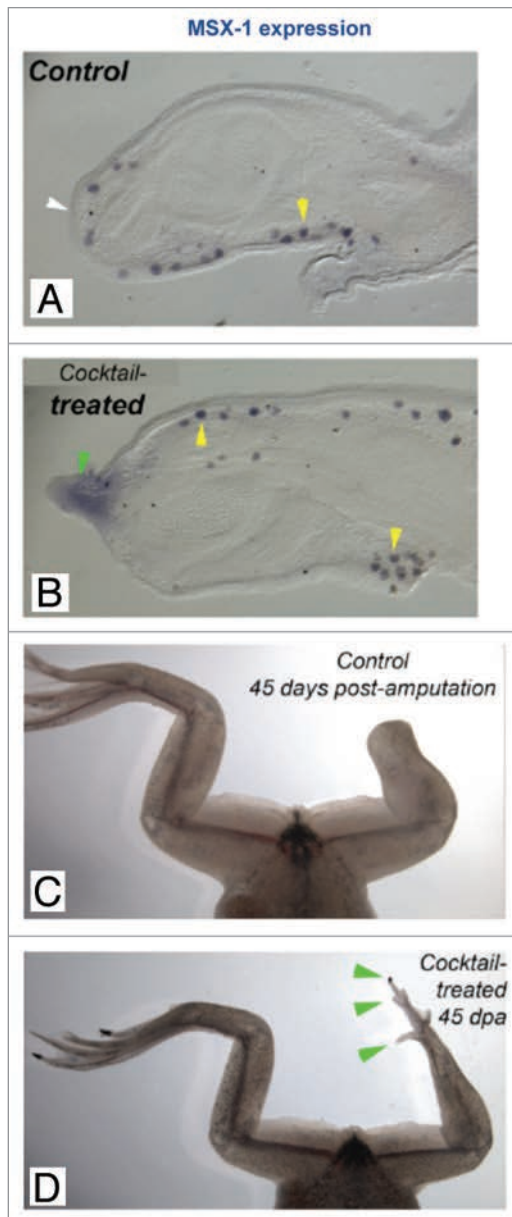 MSX-1 expression
Control
A
Cocktail-
treated
B
Control
45 days post-amputation
C
Cocktail-
treated
45 dpa
D